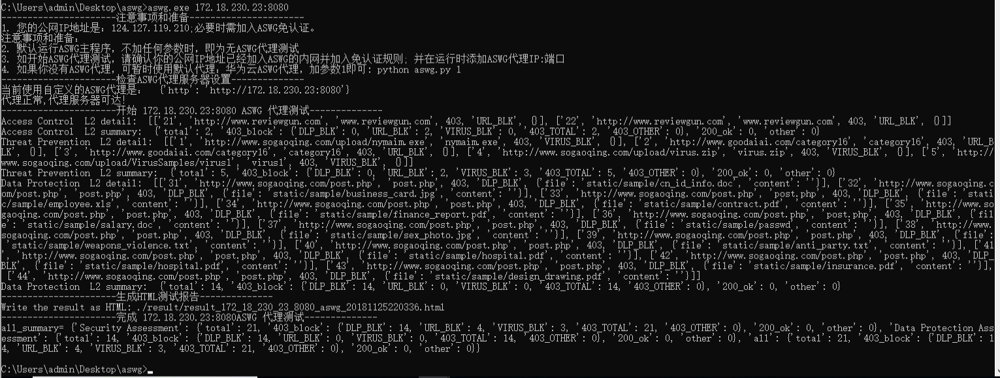 C:\Users\admin\Desktop\aswg>aswg.exe 172.18.230.23:8080
----------------------注意事项和准备----------------------
1. 您的公网IP地址是: 124.127.119.210;必要时需加入ASWG免认证。
注意事项和准备:
2. 默认运行ASWG主程序, 不加任何参数时, 即为无ASWG代理测试
3. 如开始ASWG代理测试, 请确认你的公网IP地址已经加入ASWG的内网并加入免认证规则; 并在运行时添加ASWG代理IP:端口
4. 如果你没有ASWG代理, 可暂时使用默认代理: 华为云ASWG代理, 加参数1即可: python aswg.py 1
----------------------检查ASWG代理服务器设置--------------
当前使用自定义的ASWG代理是:   {'http': 'http://172.18.230.23:8080'}
代理正常,代理服务器可达!
----------------------开始 172.18.230.23:8080 ASWG 代理测试--------------
Access Control  L2 detail:  [['21', 'http://www.reviewgun.com', 'www.reviewgun.com', 403, 'URL_BLK', {}], ['22', 'http://www.reviewgun.com', 'www.reviewgun.com', 403, 'URL_BLK', {}]]
Access Control  L2 summary:  {'total': 2, '403_block': {'DLP_BLK': 0, 'URL_BLK': 2, 'VIRUS_BLK': 0, '403_TOTAL': 2, '403_OTHER': 0}, '200_ok': 0, 'other': 0}
Threat Prevention  L2 detail:  [['1', 'http://www.sogaoqing.com/upload/nymaim.exe', 'nymaim.exe', 403, 'VIRUS_BLK', {}], ['2', 'http://www.goodaiai.com/category16', 'category16', 403, 'URL_B
LK', {}], ['3', 'http://www.goodaiai.com/category16', 'category16', 403, 'URL_BLK', {}], ['4', 'http://www.sogaoqing.com/upload/virus.zip', 'virus.zip', 403, 'VIRUS_BLK', {}], ['5', 'http://
www.sogaoqing.com/upload/VirusSamples/virus1', 'virus1', 403, 'VIRUS_BLK', {}]]
Threat Prevention  L2 summary:  {'total': 5, '403_block': {'DLP_BLK': 0, 'URL_BLK': 2, 'VIRUS_BLK': 3, '403_TOTAL': 5, '403_OTHER': 0}, '200_ok': 0, 'other': 0}
Data Protection  L2 detail:  [['31', 'http://www.sogaoqing.com/post.php', 'post.php', 403, 'DLP_BLK', {'file': 'static/sample/cn_id_info.doc', 'content': ''}], ['32', 'http://www.sogaoqing.c
om/post.php', 'post.php', 403, 'DLP_BLK', {'file': 'static/sample/business_card.jpg', 'content': ''}], ['33', 'http://www.sogaoqing.com/post.php', 'post.php', 403, 'DLP_BLK', {'file': 'stati
c/sample/employee.xls', 'content': ''}], ['34', 'http://www.sogaoqing.com/post.php', 'post.php', 403, 'DLP_BLK', {'file': 'static/sample/contract.pdf', 'content': ''}], ['35', 'http://www.so
gaoqing.com/post.php', 'post.php', 403, 'DLP_BLK', {'file': 'static/sample/finance_report.pdf', 'content': ''}], ['36', 'http://www.sogaoqing.com/post.php', 'post.php', 403, 'DLP_BLK', {'fil
e': 'static/sample/salary.doc', 'content': ''}], ['37', 'http://www.sogaoqing.com/post.php', 'post.php', 403, 'DLP_BLK', {'file': 'static/sample/passwd', 'content': ''}], ['38', 'http://www.
sogaoqing.com/post.php', 'post.php', 403, 'DLP_BLK', {'file': 'static/sample/sex_photo.jpg', 'content': ''}], ['39', 'http://www.sogaoqing.com/post.php', 'post.php', 403, 'DLP_BLK', {'file':
 'static/sample/weapons_violence.txt', 'content': ''}], ['40', 'http://www.sogaoqing.com/post.php', 'post.php', 403, 'DLP_BLK', {'file': 'static/sample/anti_party.txt', 'content': ''}], ['41
', 'http://www.sogaoqing.com/post.php', 'post.php', 403, 'DLP_BLK', {'file': 'static/sample/hospital.pdf', 'content': ''}], ['42', 'http://www.sogaoqing.com/post.php', 'post.php', 403, 'DLP_
BLK', {'file': 'static/sample/hospital.pdf', 'content': ''}], ['43', 'http://www.sogaoqing.com/post.php', 'post.php', 403, 'DLP_BLK', {'file': 'static/sample/insurance.pdf', 'content': ''}],
 ['44', 'http://www.sogaoqing.com/post.php', 'post.php', 403, 'DLP_BLK', {'file': 'static/sample/design_drawing.pdf', 'content': ''}]]
Data Protection  L2 summary:  {'total': 14, '403_block': {'DLP_BLK': 14, 'URL_BLK': 0, 'VIRUS_BLK': 0, '403_TOTAL': 14, '403_OTHER': 0}, '200_ok': 0, 'other': 0}
----------------------生成HTML测试报告--------------
Write the result as HTML: ./result/result_172_18_230_23_8080_aswg_20181125220336.html
----------------------完成 172.18.230.23:8080ASWG 代理测试--------------
all_summary= {'Security Assessment': {'total': 21, '403_block': {'DLP_BLK': 14, 'URL_BLK': 4, 'VIRUS_BLK': 3, '403_TOTAL': 21, '403_OTHER': 0}, '200_ok': 0, 'other': 0}, 'Data Protection Ass
essment': {'total': 14, '403_block': {'DLP_BLK': 14, 'URL_BLK': 0, 'VIRUS_BLK': 0, '403_TOTAL': 14, '403_OTHER': 0}, '200_ok': 0, 'other': 0}, 'all': {'total': 21, '403_block': {'DLP_BLK': 1
4, 'URL_BLK': 4, 'VIRUS_BLK': 3, '403_TOTAL': 21, '403_OTHER': 0}, '200_ok': 0, 'other': 0}}
C:\Users\admin\Desktop\aswg>